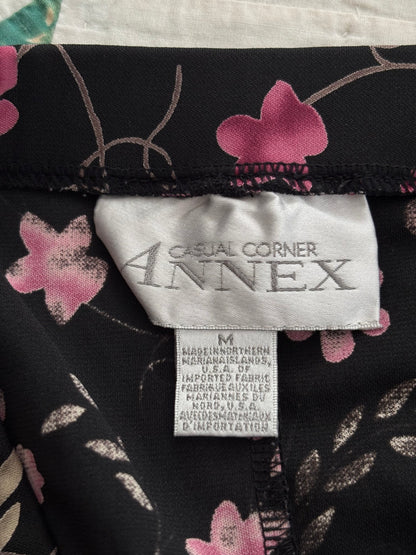 CASUAL CORNER
ANNEX
M
MADE IN NORTHERN
MARIANA ISLANDS,
U.S.A. OF
IMPORTED FABRIC
FABRIQUE AUX ILES
MARIANNES DU
NORD, U.S.A.
AVEC DES MATERIAUX
D'IMPORTATION